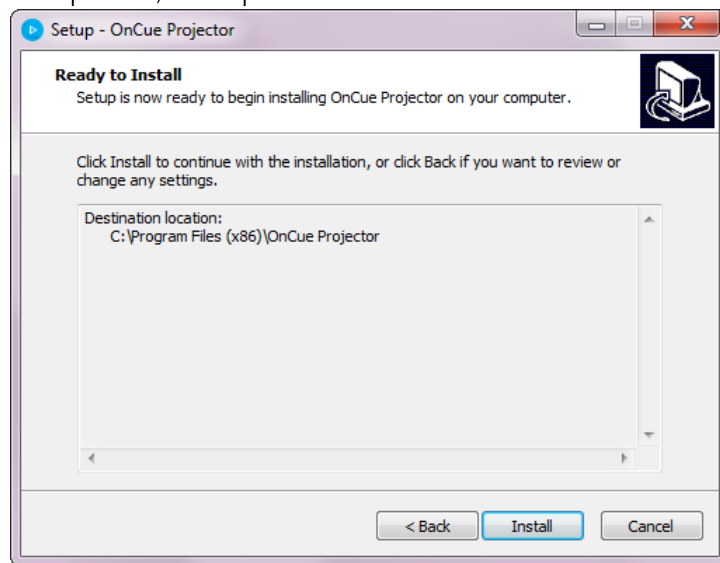 Setup - OnCue Projector
Ready to Install
Setup is now ready to begin installing OnCue Projector on your computer.
Click Install to continue with the installation, or click Back if you want to review or
change any settings.
Destination location:
C:\Program Files (x86)\OnCue Projector
< Back Install Cancel